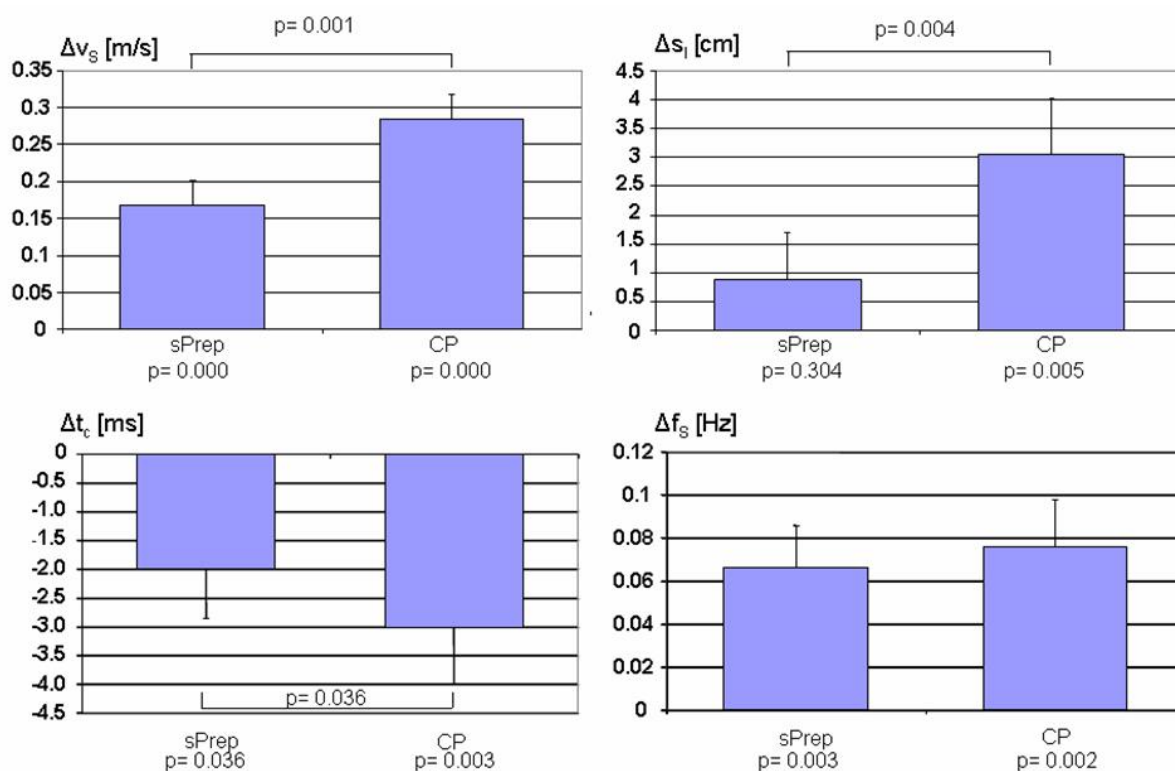 p= 0.001
Δv_S [m/s]
0.35
0.3
0.25
0.2
0.15
0.1
0.05
0
sPrep
CP
p= 0.000
p= 0.000
p= 0.004
Δs_l [cm]
4.5
4
3.5
3
2.5
2
1.5
1
0.5
0
sPrep
CP
p= 0.304
p= 0.005
Δt_c [ms]
0
-0.5
-1.0
-1.5
-2.0
-2.5
-3.0
-3.5
-4.0
-4.5
p= 0.036
sPrep
CP
p= 0.036
p= 0.003
Δf_S [Hz]
0.12
0.1
0.08
0.06
0.04
0.02
0
sPrep
CP
p= 0.003
p= 0.002